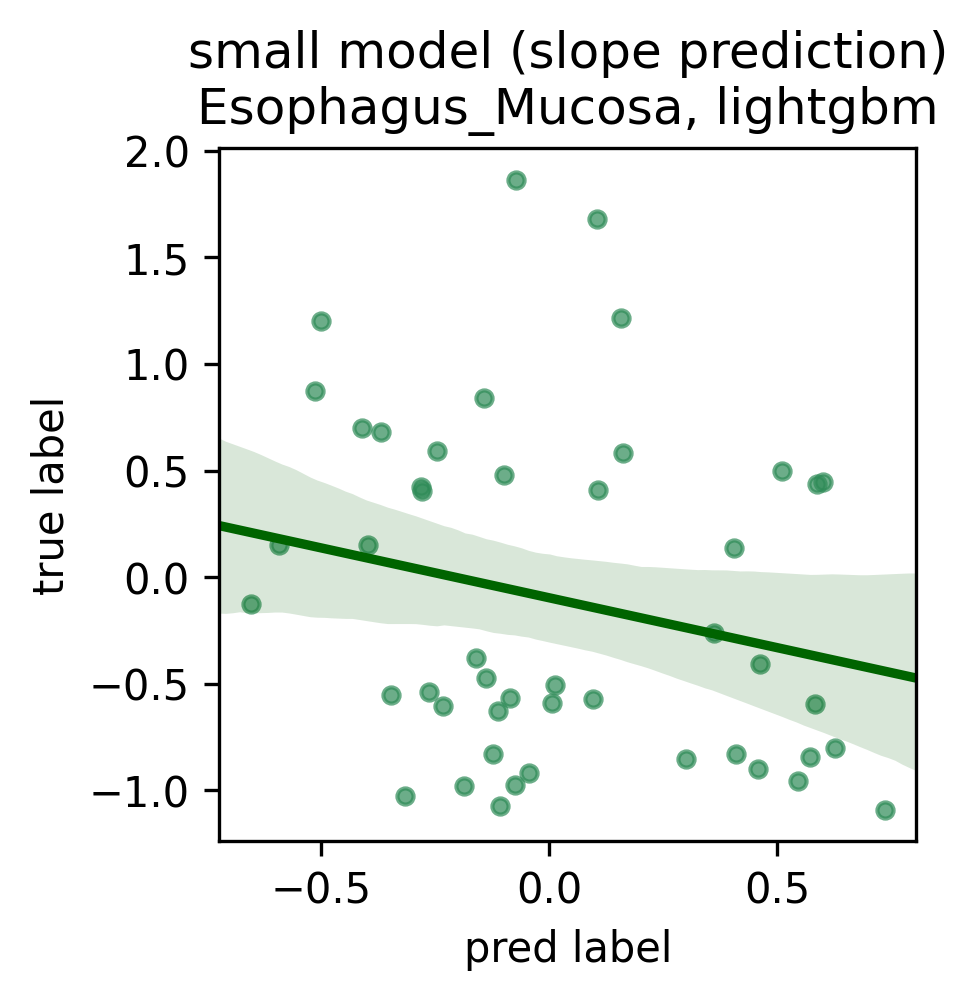 small model (slope prediction)
Esophagus_Mucosa, lightgbm
2.0
1.5
1.0
0.5
0.0
−0.5
−1.0
true label
−0.5 0.0 0.5
pred label